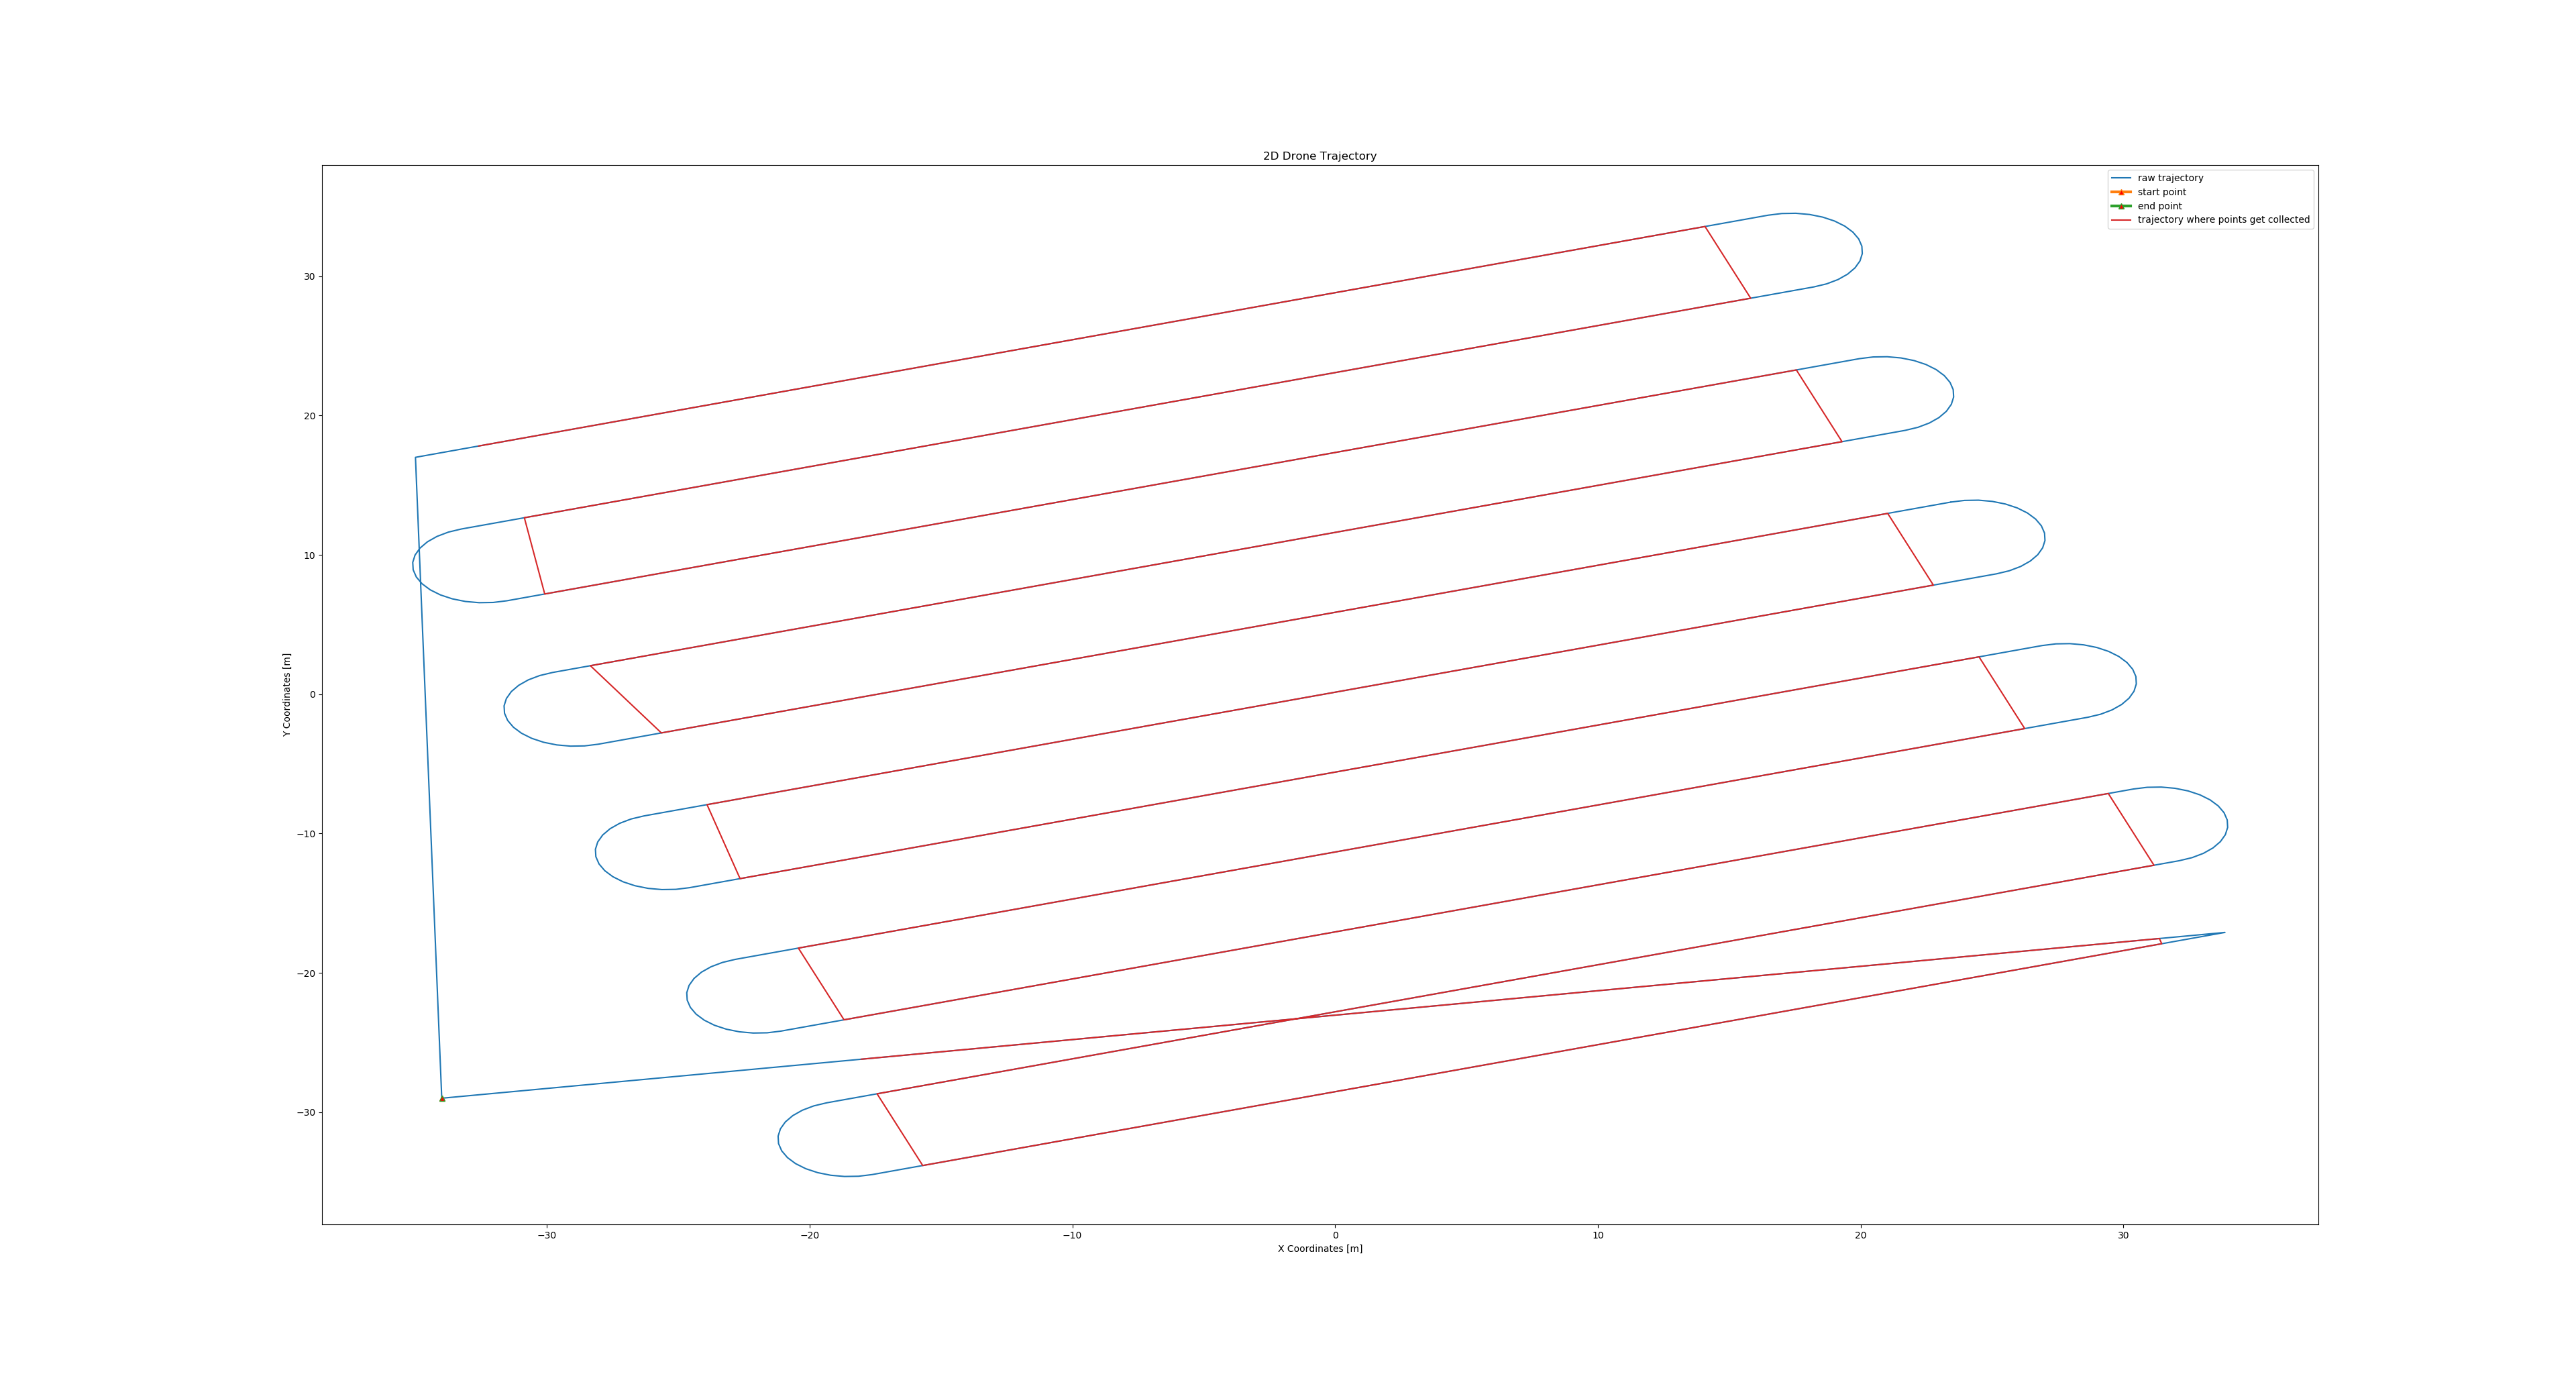 2D Drone Trajectory
raw trajectory
start point
end point
trajectory where points get collected
30
20
10
0
−10
−20
−30
Y Coordinates [m]
−30
−20
−10
0
10
20
30
X Coordinates [m]